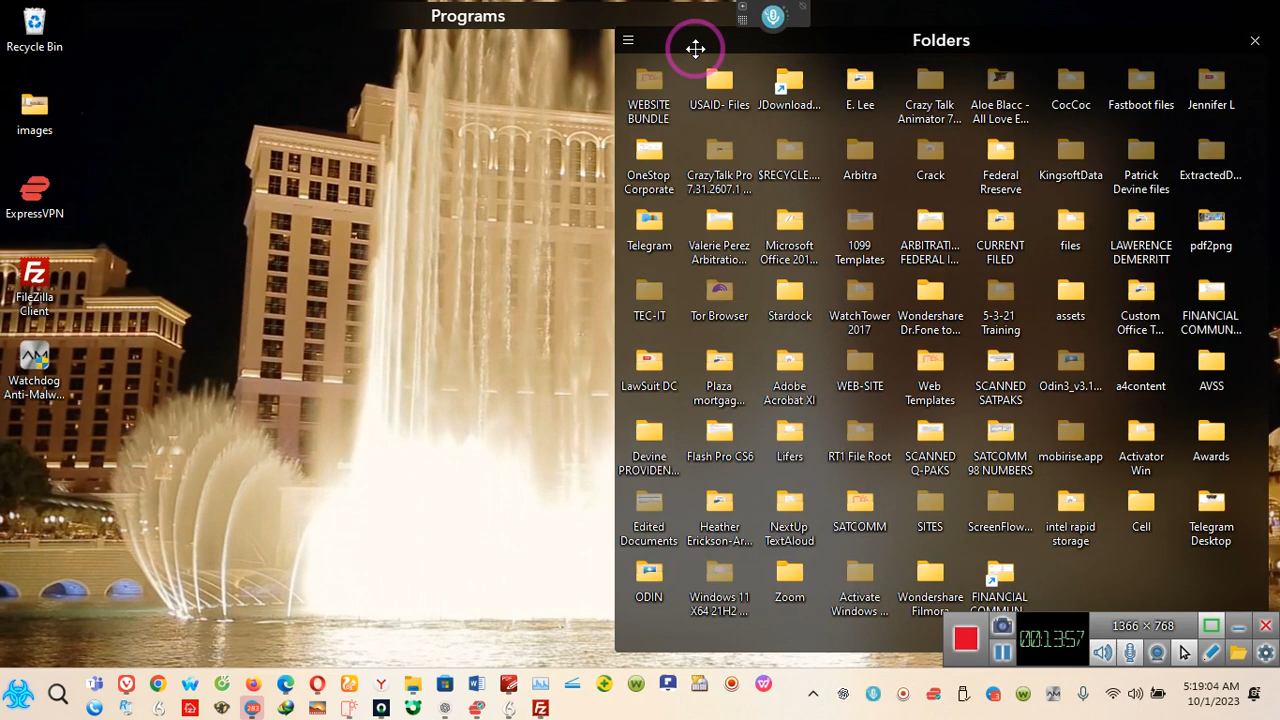 Programs
Folders
Recycle Bin
images
ExpressVPN
FileZilla
Client
Watchdog
Anti-Malw...
WEBSITE
BUNDLE
USAID- Files
JDownload...
E. Lee
Crazy Talk
Animator 7...
Aloe Blacc -
All Love E...
CocCoc
Fastboot files
Jennifer L
OneStop
Corporate
CrazyTalk Pro
7.31.2607.1 ...
$RECYCLE....
Arbitra
Crack
Federal
Rreserve
KingsoftData
Patrick
Devine files
ExtractedD...
Telegram
Valerie Perez
Arbitratio...
Microsoft
Office 201...
1099
Templates
ARBITRATI...
FEDERAL I...
CURRENT
FILED
files
LAWERENCE
DEMERRITT
pdf2png
TEC-IT
Tor Browser
Stardock
WatchTower
2017
Wondershare
Dr.Fone to...
5-3-21
Training
assets
Custom
Office T...
FINANCIAL
COMMUN...
LawSuit DC
Plaza
mortgag...
Adobe
Acrobat XI
WEB-SITE
Web
Templates
SCANNED
SATPAKS
Odin3_v3.1...
a4content
AVSS
Devine
PROVIDEN...
Flash Pro CS6
Lifers
RT1 File Root
SCANNED
Q-PAKS
SATCOMM
98 NUMBERS
mobirise.app
Activator
Win
Awards
Edited
Documents
Heather
Erickson-Ar...
NextUp
TextAloud
SATCOMM
SITES
ScreenFlow...
intel rapid
storage
Cell
Telegram
Desktop
ODIN
Windows 11
X64 21H2 ...
Zoom
Activate
Windows ...
Wondershare
Filmora
FINANCIAL
COMMUN...
00:13:57
1366 × 768
283
5:19:04 AM
10/1/2023